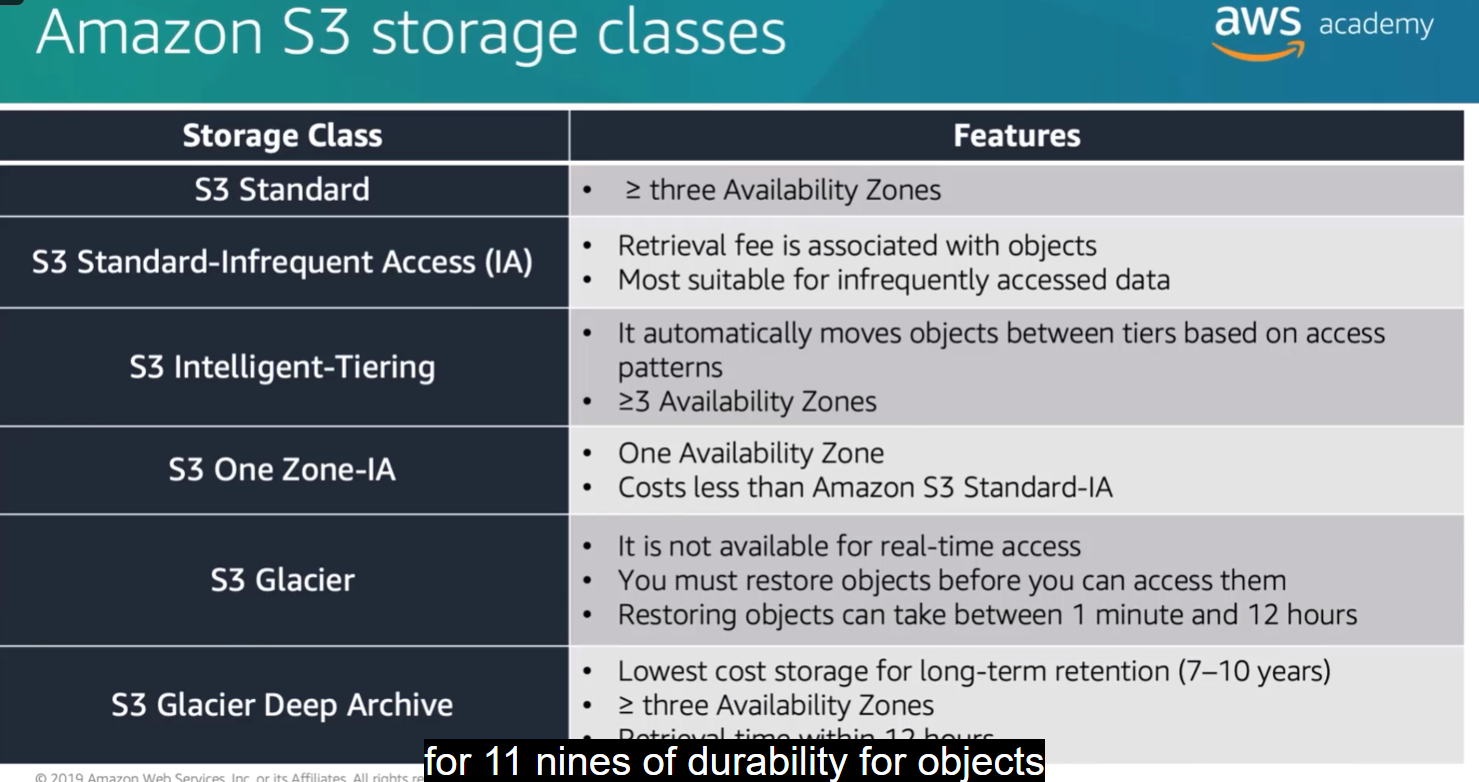 Amazon S3 storage classes
aws academy
Storage Class
Features
S3 Standard
• ≥ three Availability Zones
S3 Standard-Infrequent Access (IA)
• Retrieval fee is associated with objects
• Most suitable for infrequently accessed data
S3 Intelligent-Tiering
• It automatically moves objects between tiers based on access
patterns
• ≥3 Availability Zones
S3 One Zone-IA
• One Availability Zone
• Costs less than Amazon S3 Standard-IA
S3 Glacier
• It is not available for real-time access
• You must restore objects before you can access them
• Restoring objects can take between 1 minute and 12 hours
S3 Glacier Deep Archive
• Lowest cost storage for long-term retention (7–10 years)
• ≥ three Availability Zones
• Retrieval time within 12 hours
for 11 nines of durability for objects
© 2019 Amazon Web Services, Inc. or its Affiliates. All rights